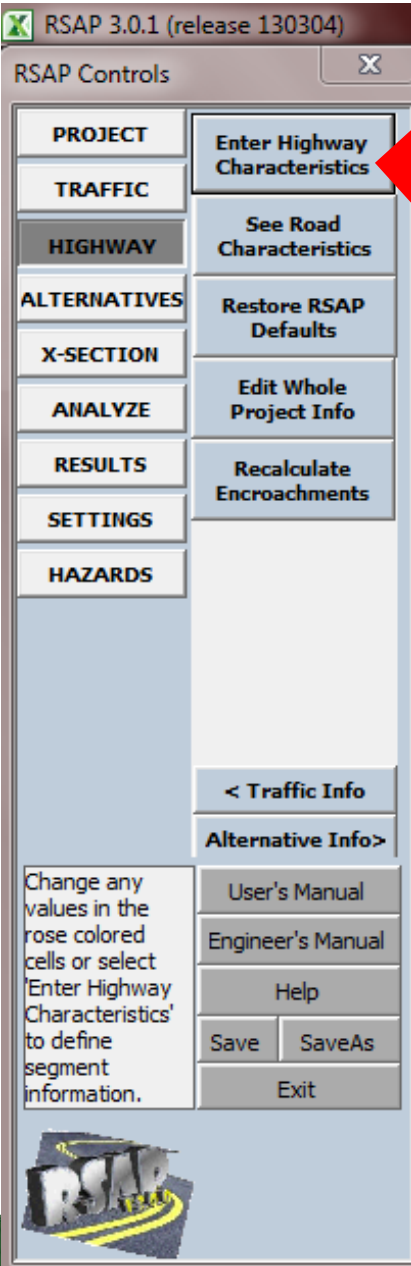 RSAP 3.0.1 (release 130304)
RSAP Controls
PROJECT
TRAFFIC
HIGHWAY
ALTERNATIVES
X-SECTION
ANALYZE
RESULTS
SETTINGS
HAZARDS
Enter Highway
Characteristics
See Road
Characteristics
Restore RSAP
Defaults
Edit Whole
Project Info
Recalculate
Encroachments
< Traffic Info
Alternative Info>
Change any
values in the
rose colored
cells or select
'Enter Highway
Characteristics'
to define
segment
information.
User's Manual
Engineer's Manual
Help
Save SaveAs
Exit
RSAP